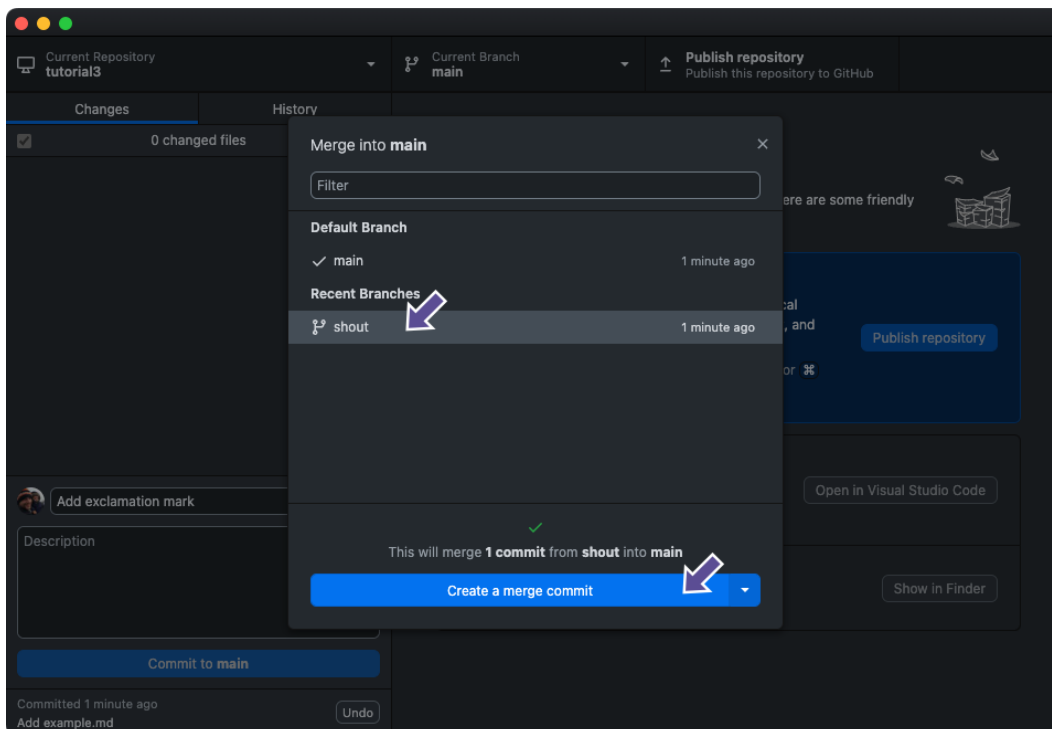 Current Repository
tutorial3
Current Branch
main
Publish repository
Publish this repository to GitHub
Changes
History
0 changed files
Merge into main
Filter
Default Branch
main
1 minute ago
Recent Branches
shout
1 minute ago
This will merge 1 commit from shout into main
Create a merge commit
ere are some friendly
cal
, and
Publish repository
or ⌘
Open in Visual Studio Code
Show in Finder
Add exclamation mark
Description
Commit to main
Committed 1 minute ago
Add example.md
Undo